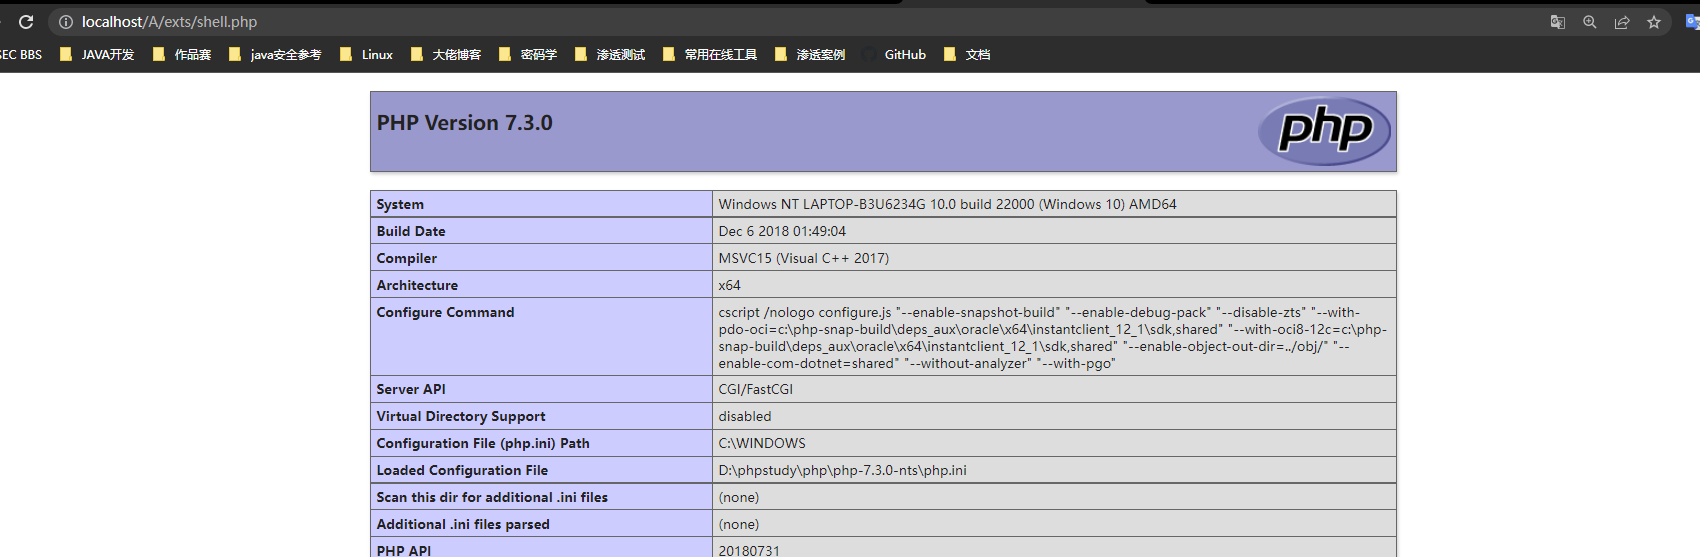 localhost/A/exts/shell.php
SEC BBS JAVA开发 作品赛 java安全参考 Linux 大佬博客 密码学 渗透测试 常用在线工具 渗透案例 GitHub 文档
PHP Version 7.3.0
php
System Windows NT LAPTOP-B3U6234G 10.0 build 22000 (Windows 10) AMD64
Build Date Dec 6 2018 01:49:04
Compiler MSVC15 (Visual C++ 2017)
Architecture x64
Configure Command cscript /nologo configure.js "--enable-snapshot-build" "--enable-debug-pack" "--disable-zts" "--with-
pdo-oci=c:\php-snap-build\deps_aux\oracle\x64\instantclient_12_1\sdk,shared" "--with-oci8-12c=c:\php-
snap-build\deps_aux\oracle\x64\instantclient_12_1\sdk,shared" "--enable-object-out-dir=../obj/" "--
enable-com-dotnet=shared" "--without-analyzer" "--with-pgo"
Server API CGI/FastCGI
Virtual Directory Support disabled
Configuration File (php.ini) Path C:\WINDOWS
Loaded Configuration File D:\phpstudy\php\php-7.3.0-nts\php.ini
Scan this dir for additional .ini files (none)
Additional .ini files parsed (none)
PHP API 20180731